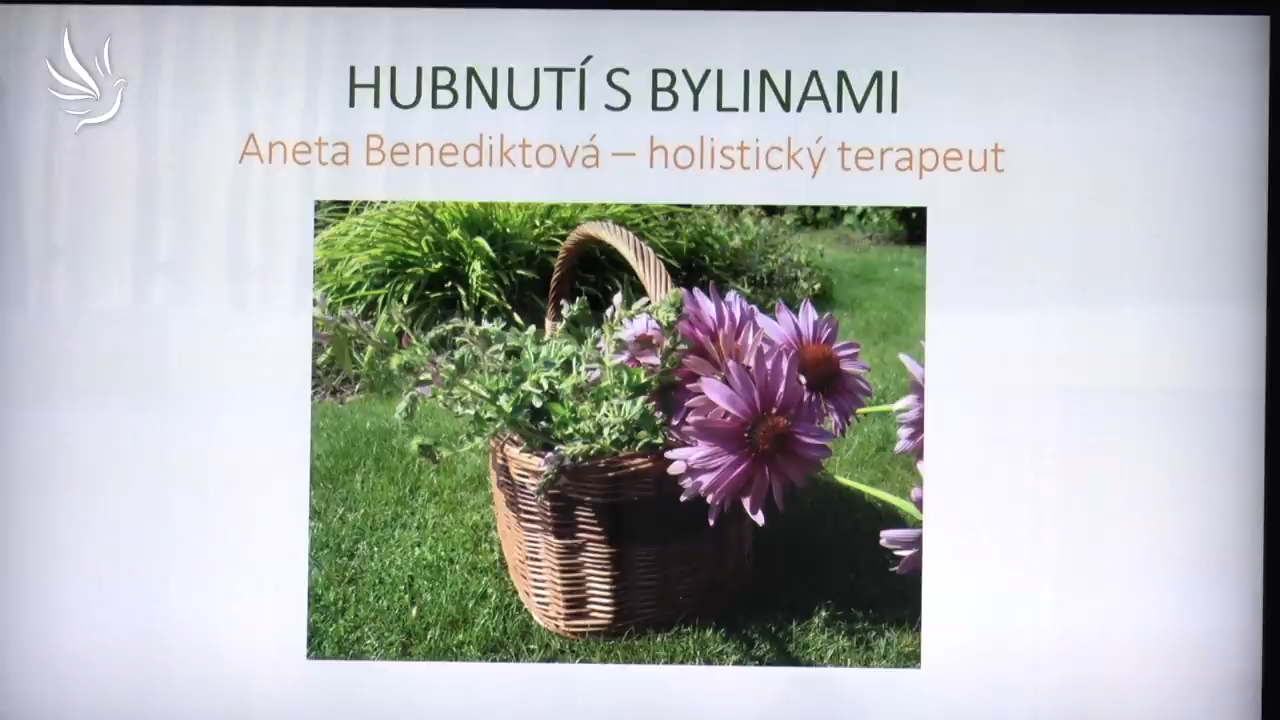 HUBNUTÍ S BYLINAMI
Aneta Benediktová – holistický terapeut